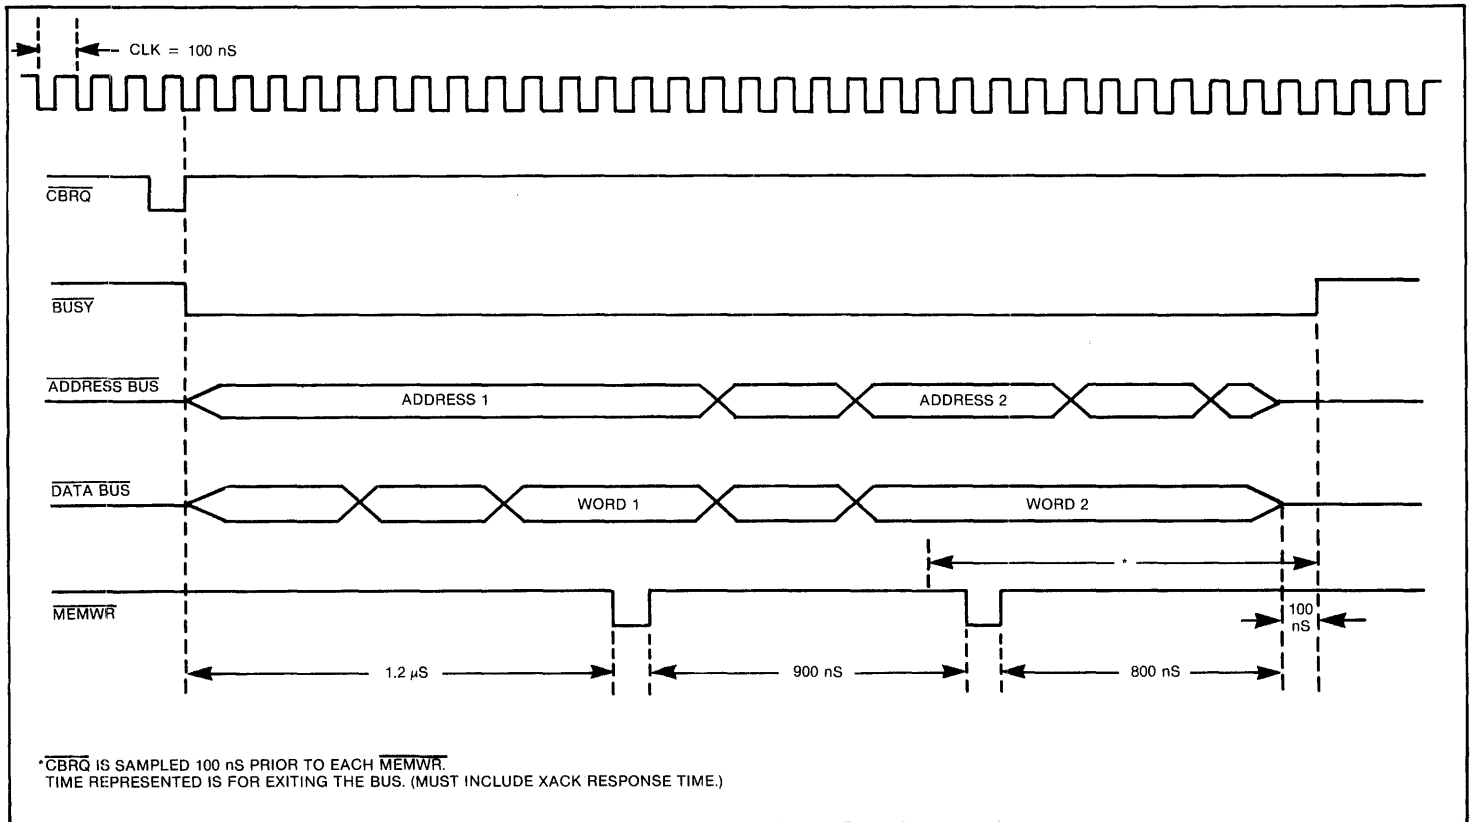 CLK = 100 nS
CBRQ
BUSY
ADDRESS BUS
ADDRESS 1
ADDRESS 2
DATA BUS
WORD 1
WORD 2
*
MEMWR
100
nS
1.2 μS
900 nS
800 nS
*CBRQ IS SAMPLED 100 nS PRIOR TO EACH MEMWR.
TIME REPRESENTED IS FOR EXITING THE BUS. (MUST INCLUDE XACK RESPONSE TIME.)